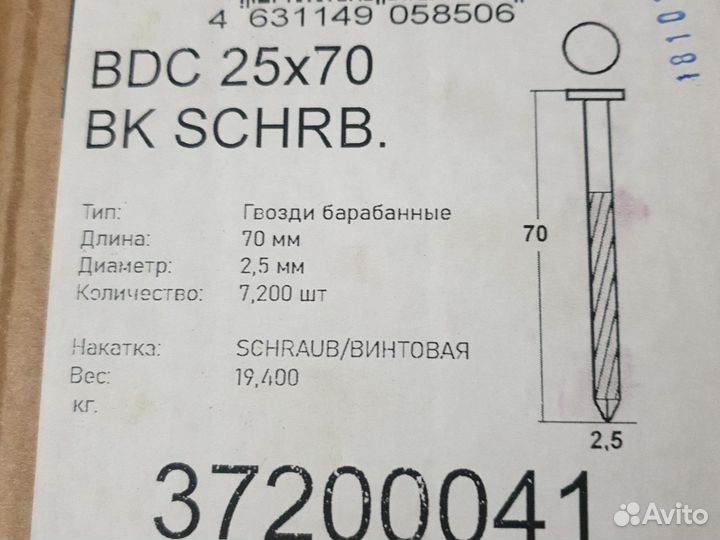 4 631149 058506
BDC 25x70
BK SCHRB.
Тип: Гвозди барабанные
Длина: 70 мм
Диаметр: 2,5 мм
Количество: 7,200 шт
Накатка: SCHRAUB/ВИНТОВАЯ
Вес: 19,400
кг.
37200041
70
2,5
1810
Avito